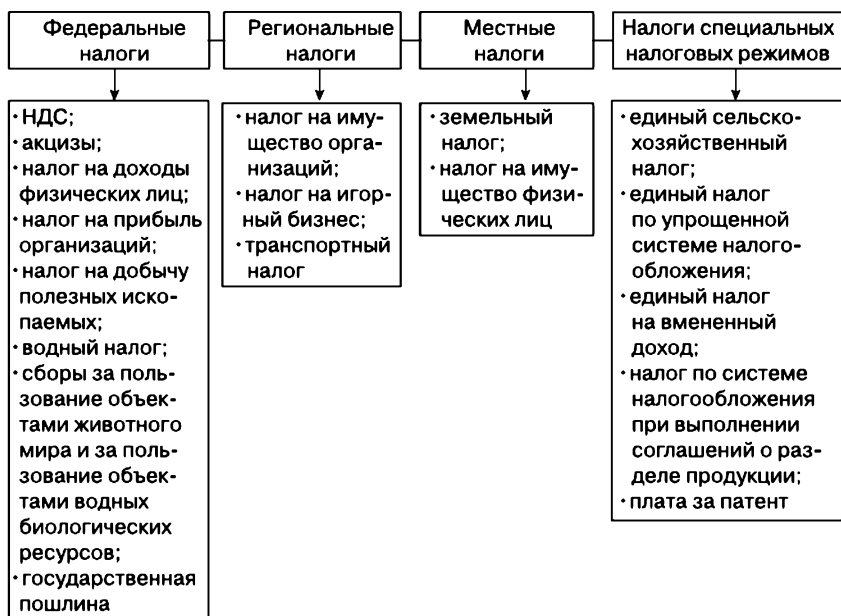 Федеральные
налоги
Региональные
налоги
Местные
налоги
Налоги специальных
налоговых режимов
· НДС;
· акцизы;
· налог на доходы
физических лиц;
· налог на прибыль
организаций;
· налог на добычу
полезных иско-
паемых;
· водный налог;
· сборы за поль-
зование объек-
тами животного
мира и за поль-
зование объек-
тами водных
биологических
ресурсов;
· государственная
пошлина
· налог на иму-
щество орга-
низаций;
· налог на игор-
ный бизнес;
· транспортный
налог
· земельный
налог;
· налог на иму-
щество физи-
ческих лиц
· единый сельско-
хозяйственный
налог;
· единый налог
по упрощенной
системе налого-
обложения;
· единый налог
на вмененный
доход;
· налог по системе
налогообложения
при выполнении
соглашений о раз-
деле продукции;
· плата за патент